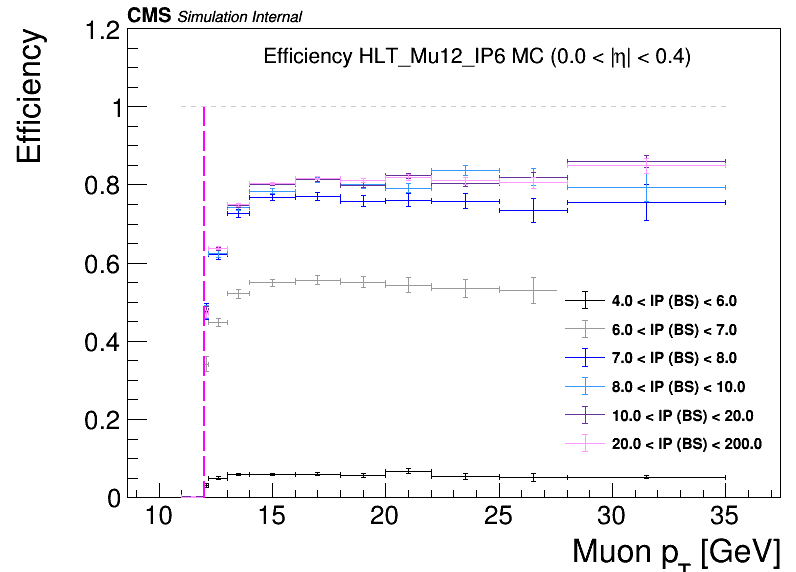 CMS Simulation Internal
Efficiency HLT_Mu12_IP6 MC (0.0 < |η| < 0.4)
Efficiency
1.2
1
0.8
0.6
0.4
0.2
0
4.0 < IP (BS) < 6.0
6.0 < IP (BS) < 7.0
7.0 < IP (BS) < 8.0
8.0 < IP (BS) < 10.0
10.0 < IP (BS) < 20.0
20.0 < IP (BS) < 200.0
10 15 20 25 30 35
Muon p_T [GeV]